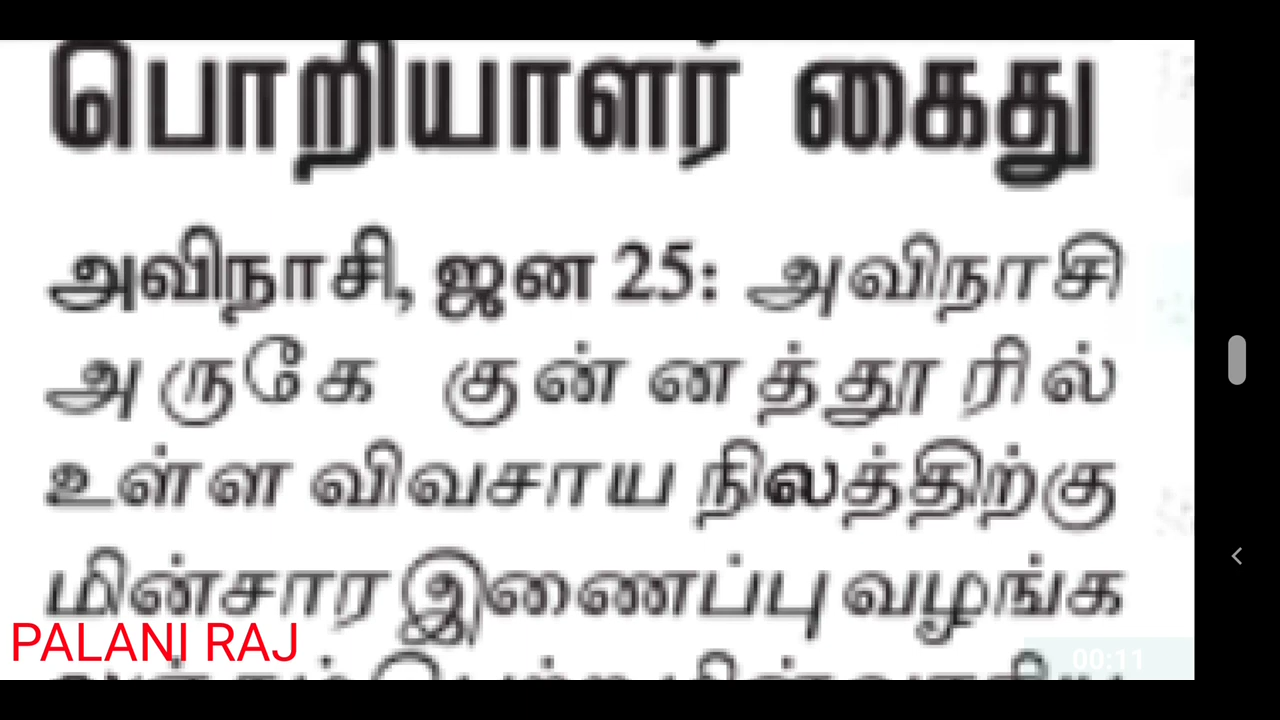 பொறியாளர் கைது
அவிநாசி, ஜன 25: அவிநாசி
அருகே குன்னத்தூரில்
உள்ள விவசாய நிலத்திற்கு
மின்சார இணைப்பு வழங்க
PALANI RAJ
00:11